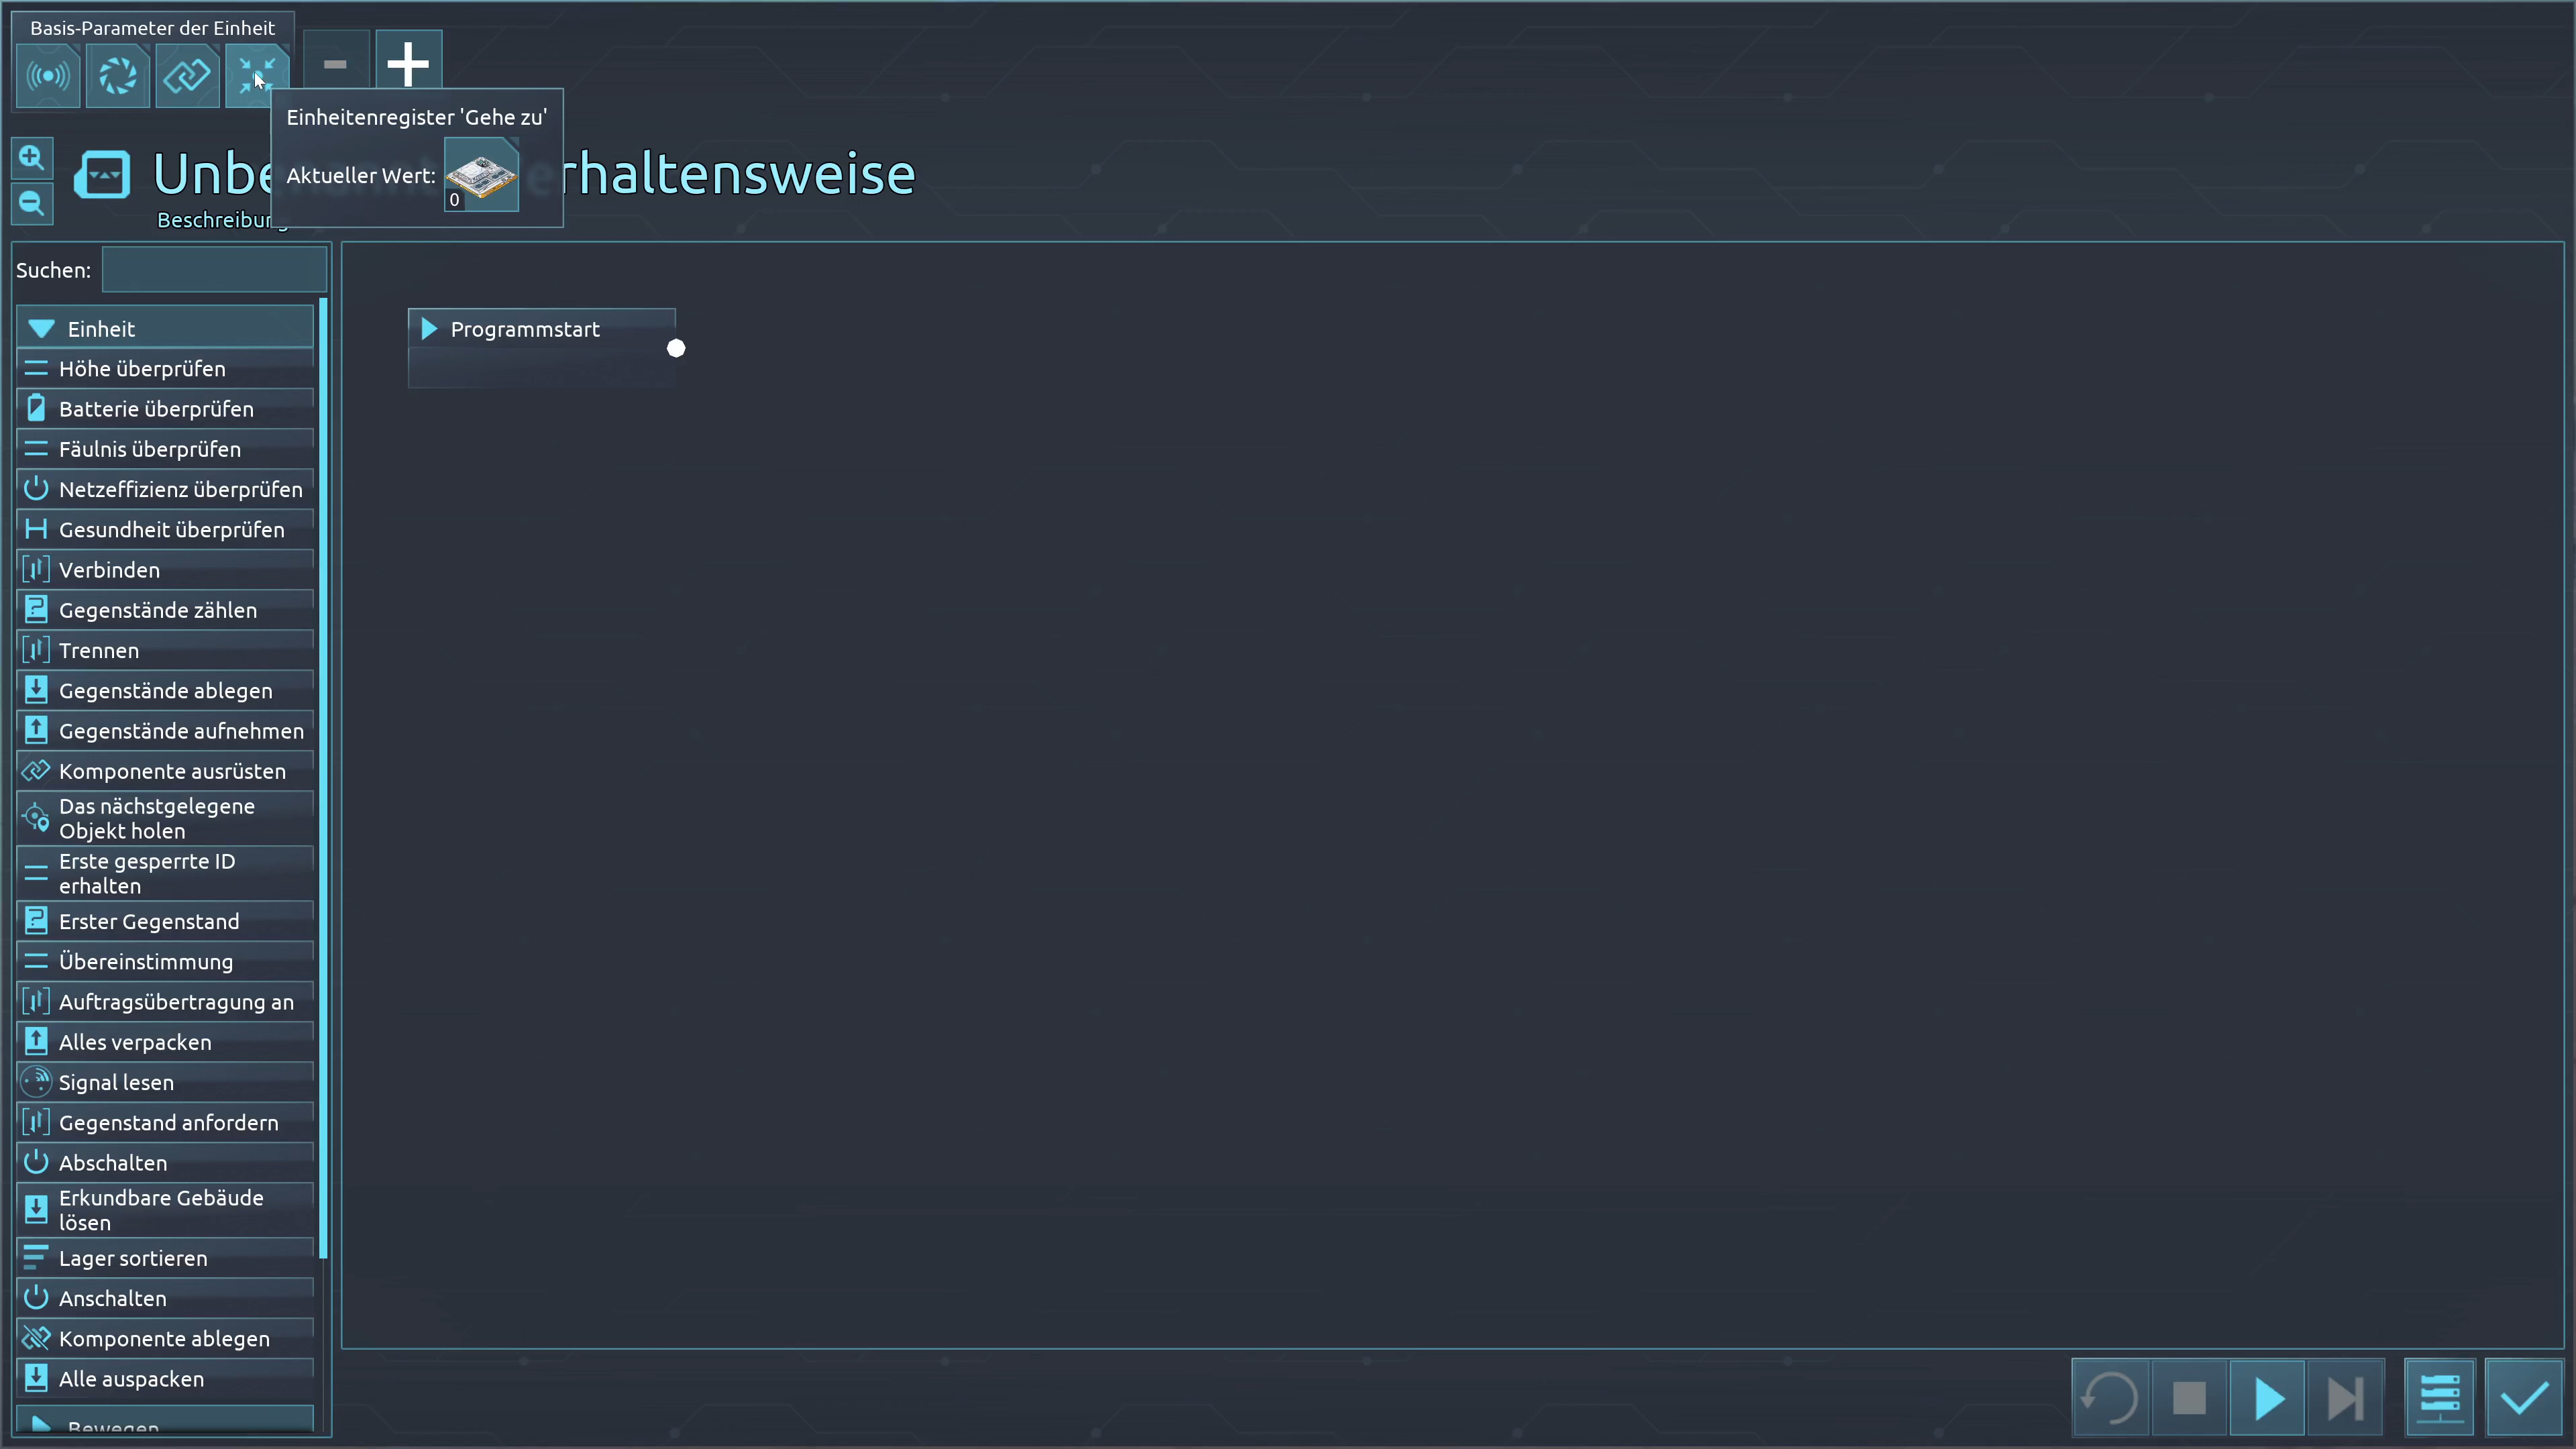 Basis-Parameter der Einheit
Einheitenregister 'Gehe zu'
Aktueller Wert:
0
Unbe rhaltensweise
Beschreibung
Suchen:
Einheit
Höhe überprüfen
Batterie überprüfen
Fäulnis überprüfen
Netzeffizienz überprüfen
Gesundheit überprüfen
Verbinden
Gegenstände zählen
Trennen
Gegenstände ablegen
Gegenstände aufnehmen
Komponente ausrüsten
Das nächstgelegene
Objekt holen
Erste gesperrte ID
erhalten
Erster Gegenstand
Übereinstimmung
Auftragsübertragung an
Alles verpacken
Signal lesen
Gegenstand anfordern
Abschalten
Erkundbare Gebäude
lösen
Lager sortieren
Anschalten
Komponente ablegen
Alle auspacken
Bewegen
Programmstart